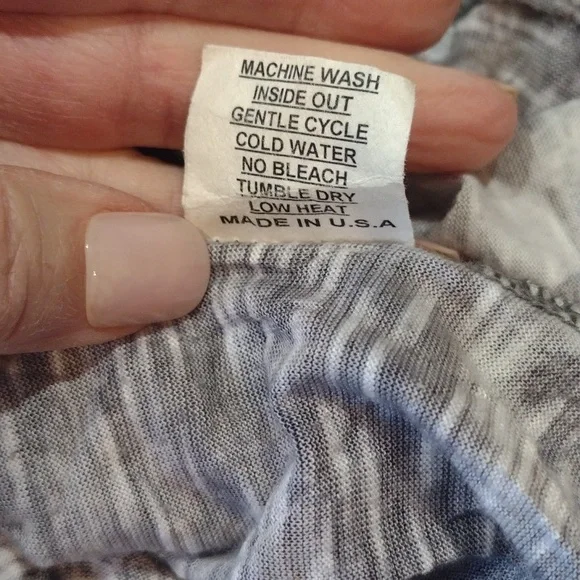 MACHINE WASH
INSIDE OUT
GENTLE CYCLE
COLD WATER
NO BLEACH
TUMBLE DRY
LOW HEAT
MADE IN U.S.A